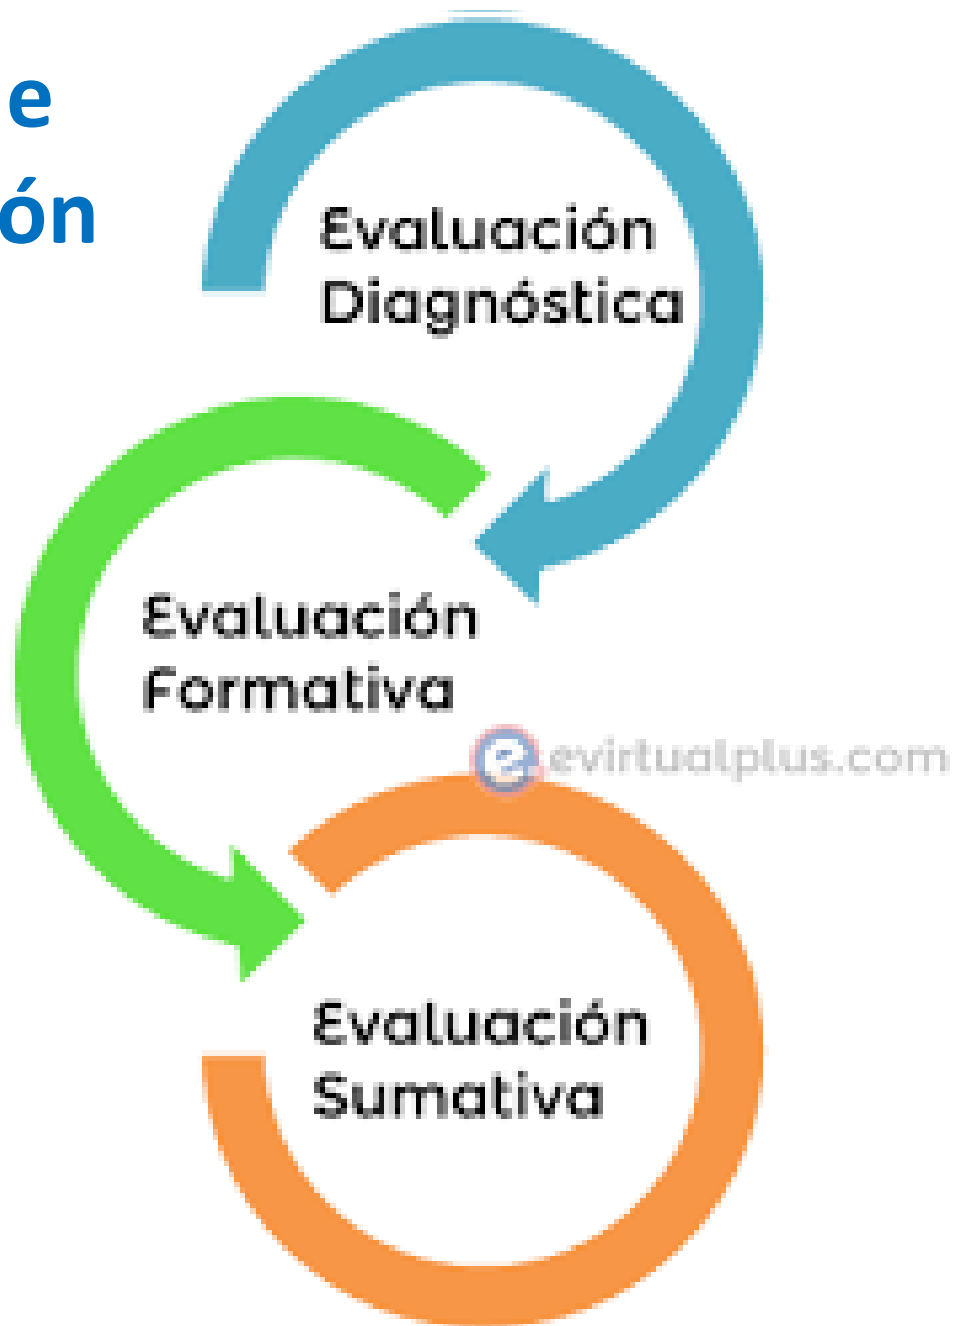 e
ón
Evaluación
Diagnóstica
Evaluación
Formativa
evirtualplus.com
Evaluación
Sumativa